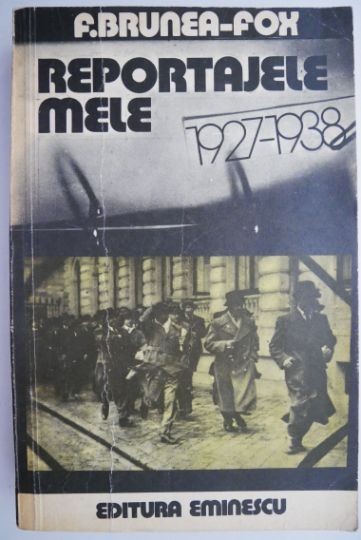 F.BRUNEA-FOX
REPORTAJELE
MELE
1927-1938
EDITURA EMINESCU